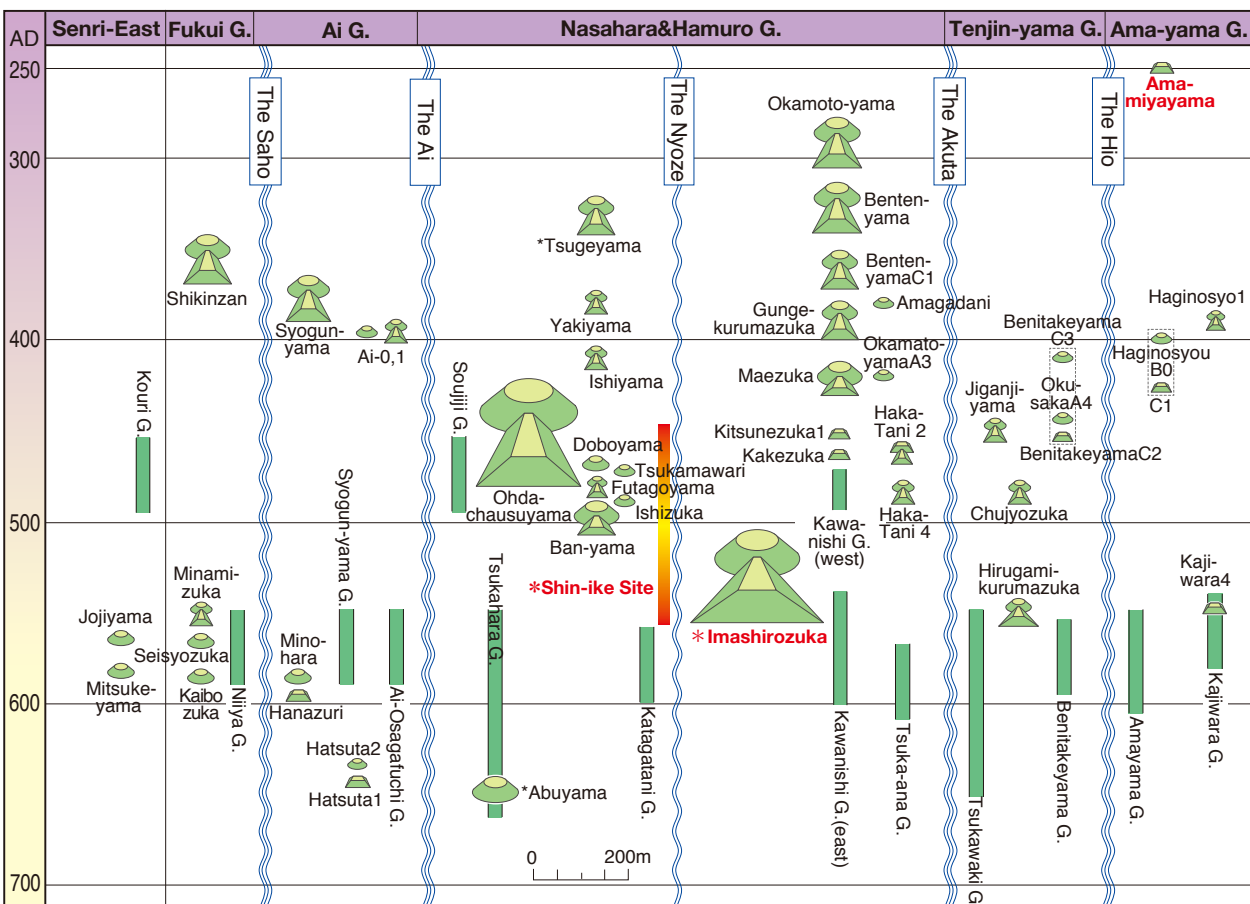 AD
Senri-East
Fukui G.
Ai G.
Nasahara&Hamuro G.
Tenjin-yama G.
Ama-yama G.
250
300
400
500
600
700
The Saho
The Ai
The Nyoze
The Akuta
The Hio
Kouri G.
Jojiyama
Mitsuke-
yama
Shikinzan
Minami-
zuka
Seisyozuka
Kaibo
zuka
Niiya G.
Syogun-
yama
Ai-0,1
Syogun-yama G.
Mino-
hara
Hanazuri
Ai-Osagafuchi G.
Hatsuta2
Hatsuta1
Soujiji G.
*Tsugeyama
Yakiyama
Ishiyama
Ohda-
chausuyama
Doboyama
Tsukamawari
Futagoyama
Ishizuka
Ban-yama
*Shin-ike Site
Tsukahara G.
*Abuyama
Katagatani G.
0 200m
Okamoto-yama
Benten-
yama
Benten-
yamaC1
Gunge-
kurumazuka
Amagadani
Okamato-
yamaA3
Maezuka
Kitsunezuka1
Kakezuka
Haka-
Tani 2
Haka-
Tani 4
Kawa-
nishi G.
(west)
*Imashirozuka
Kawanishi G.(east)
Tsuka-ana G.
Benitakeyama
C3
Jiganji-
yama
Oku-
sakaA4
BenitakeyamaC2
Chujyozuka
Hirugami-
kurumazuka
Tsukawaki G.
Benitakeyama G.
Ama-
miyayama
Haginosyo1
Haginosyou
B0
C1
Kaji-
wara4
Amayama G.
Kajiwara G.